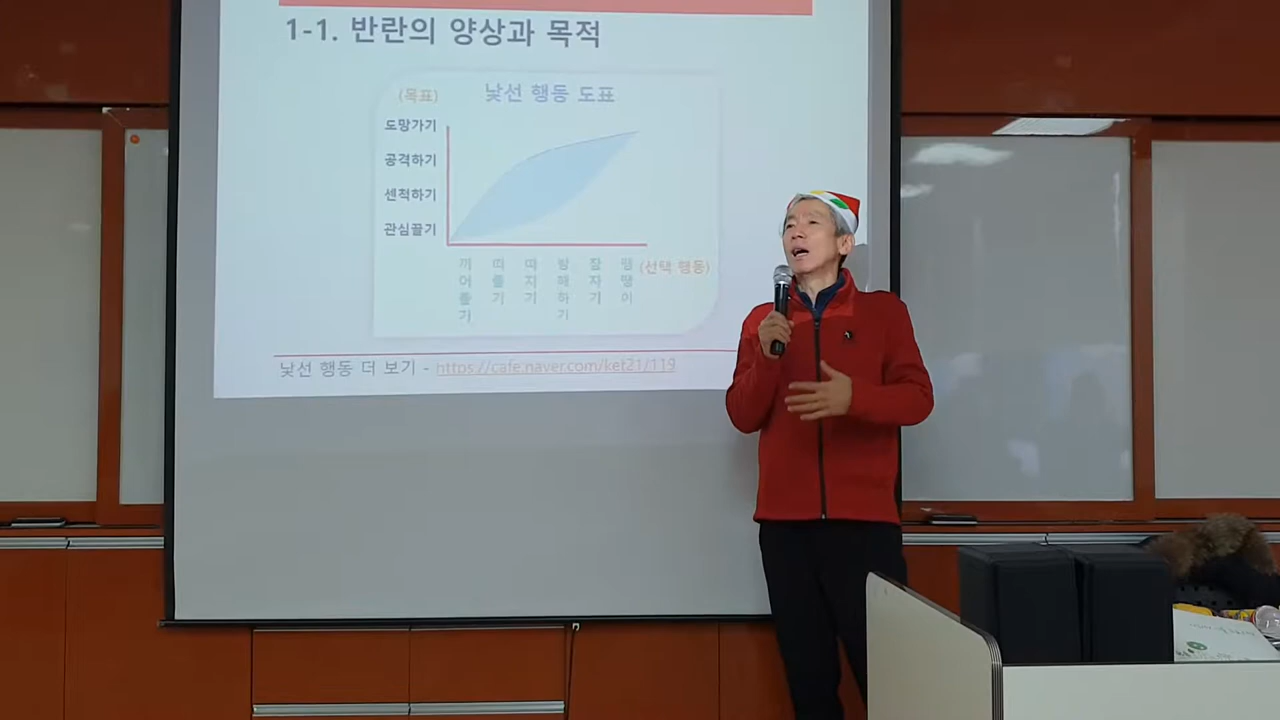 1-1. 반란의 양상과 목적
낯선 행동 도표
(목표)
도망가기
공격하기
센척하기
관심끌기
끼어들기
떠들기
따지기
방해하기
잠자기
땡땡이
(선택 행동)
낯선 행동 더 보기 - https://cafe.naver.com/ket21/119